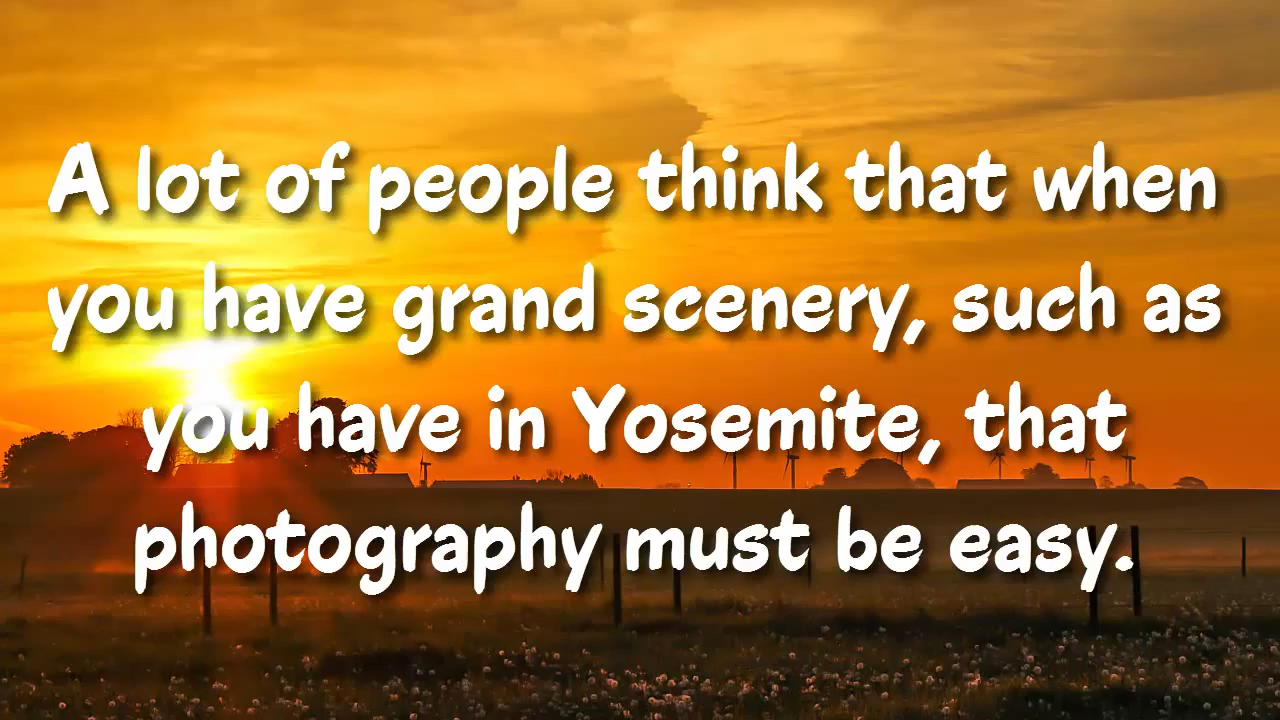 A lot of people think that when
you have grand scenery, such as
you have in Yosemite, that
photography must be easy.